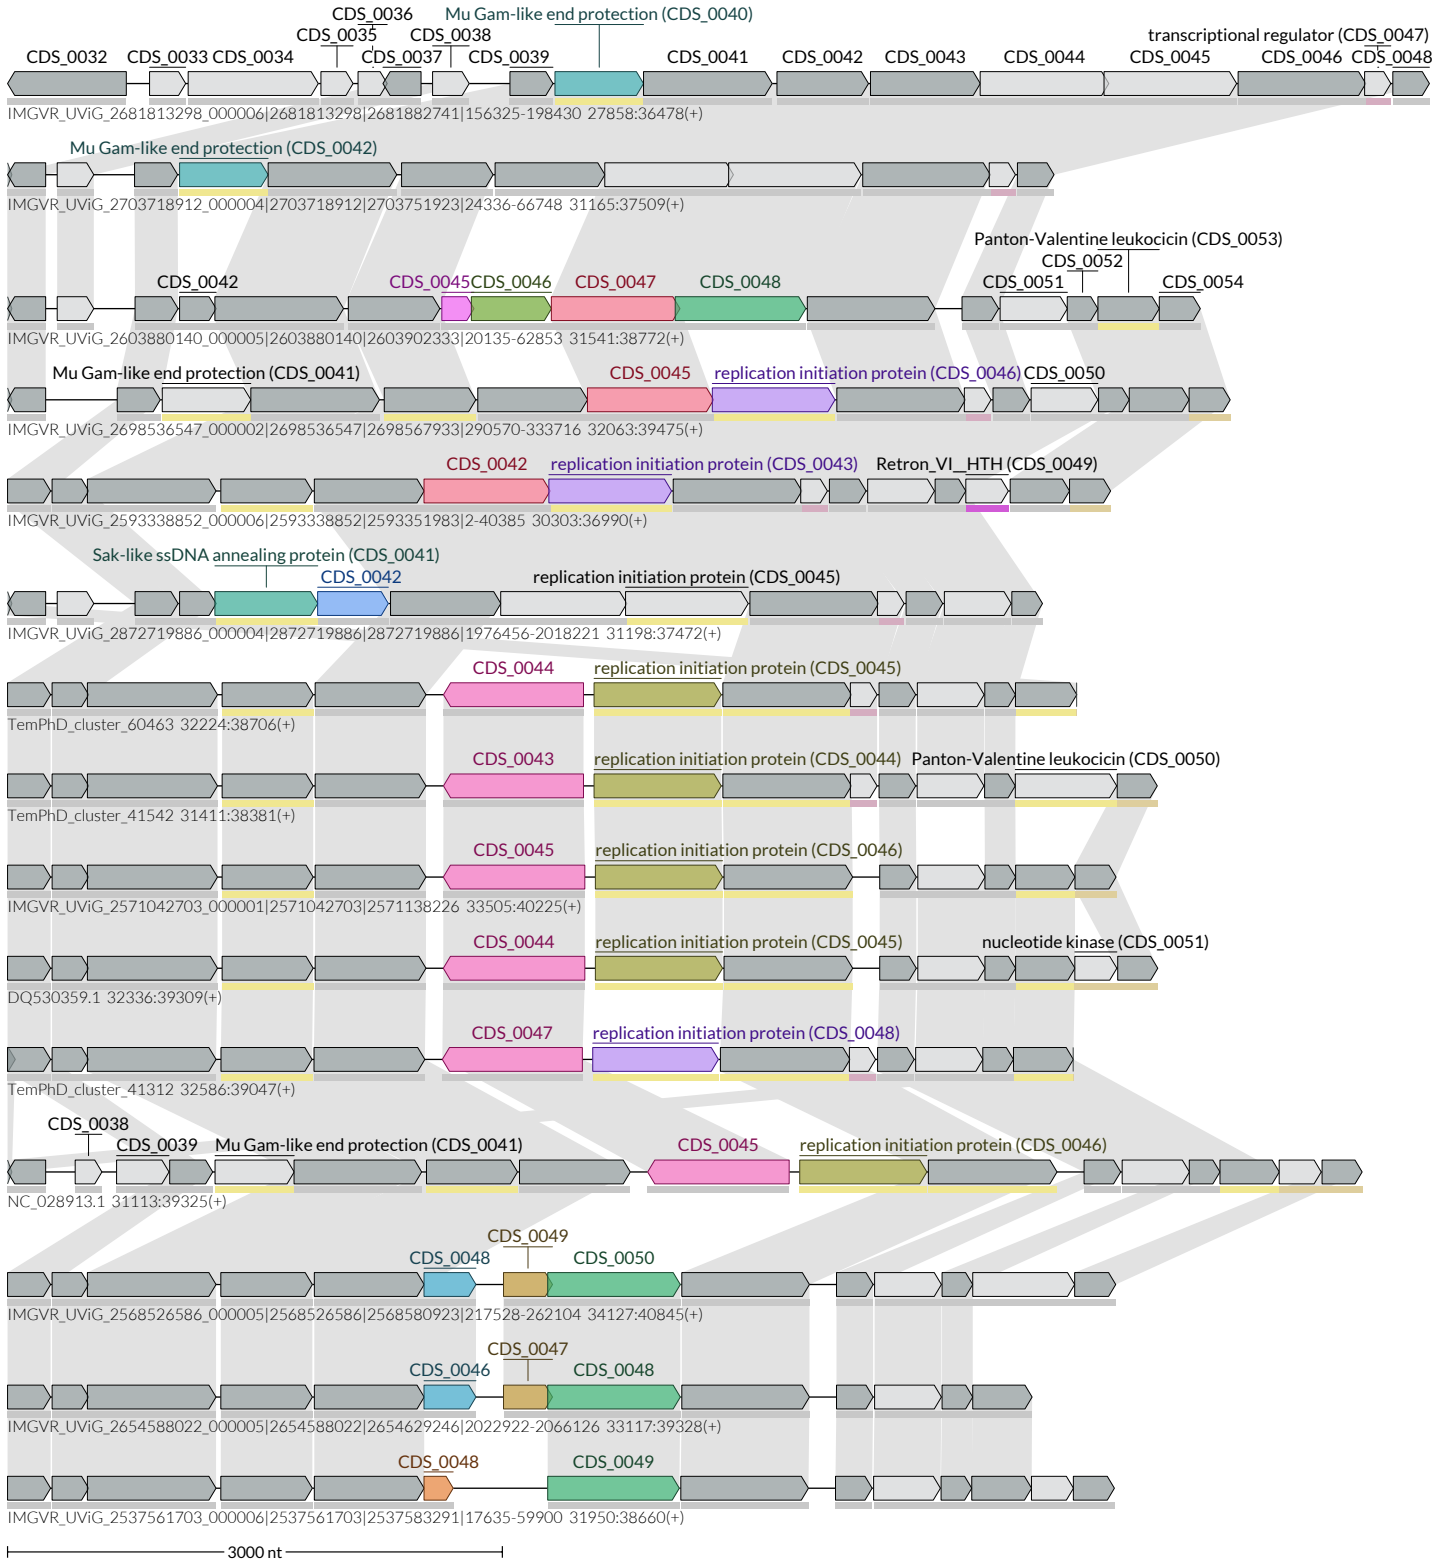 CDS_0036 Mu Gam-like end protection (CDS_0040)
CDS_0035 CDS_0038 transcriptional regulator (CDS_0047)
CDS_0032 CDS_0033 CDS_0034 CDS_0037 CDS_0039 CDS_0041 CDS_0042 CDS_0043 CDS_0044 CDS_0045 CDS_0046 CDS_0048
IMGVR_UViG_2681813298_000006|2681813298|2681882741|156325-198430 27858:36478(+)
Mu Gam-like end protection (CDS_0042)
IMGVR_UViG_2703718912_000004|2703718912|2703751923|24336-66748 31165:37509(+)
Panton-Valentine leukocicin (CDS_0053)
CDS_0052
CDS_0042 CDS_0045 CDS_0046 CDS_0047 CDS_0048 CDS_0051 CDS_0054
IMGVR_UViG_2603880140_000005|2603880140|2603902333|20135-62853 31541:38772(+)
Mu Gam-like end protection (CDS_0041) CDS_0045 replication initiation protein (CDS_0046) CDS_0050
IMGVR_UViG_2698536547_000002|2698536547|2698567933|290570-333716 32063:39475(+)
CDS_0042 replication initiation protein (CDS_0043) Retron_VI__HTH (CDS_0049)
IMGVR_UViG_2593338852_000006|2593338852|2593351983|2-40385 30303:36990(+)
Sak-like ssDNA annealing protein (CDS_0041)
CDS_0042 replication initiation protein (CDS_0045)
IMGVR_UViG_2872719886_000004|2872719886|2872719886|1976456-2018221 31198:37472(+)
CDS_0044 replication initiation protein (CDS_0045)
TemPhD_cluster_60463 32224:38706(+)
CDS_0043 replication initiation protein (CDS_0044) Panton-Valentine leukocicin (CDS_0050)
TemPhD_cluster_41542 31411:38381(+)
CDS_0045 replication initiation protein (CDS_0046)
IMGVR_UViG_2571042703_000001|2571042703|2571138226 33505:40225(+)
CDS_0044 replication initiation protein (CDS_0045) nucleotide kinase (CDS_0051)
DQ530359.1 32336:39309(+)
CDS_0047 replication initiation protein (CDS_0048)
TemPhD_cluster_41312 32586:39047(+)
CDS_0038
CDS_0039 Mu Gam-like end protection (CDS_0041) CDS_0045 replication initiation protein (CDS_0046)
NC_028913.1 31113:39325(+)
CDS_0049
CDS_0048 CDS_0050
IMGVR_UViG_2568526586_000005|2568526586|2568580923|217528-262104 34127:40845(+)
CDS_0047
CDS_0046 CDS_0048
IMGVR_UViG_2654588022_000005|2654588022|2654629246|2022922-2066126 33117:39328(+)
CDS_0048 CDS_0049
IMGVR_UViG_2537561703_000006|2537561703|2537583291|17635-59900 31950:38660(+)
3000 nt